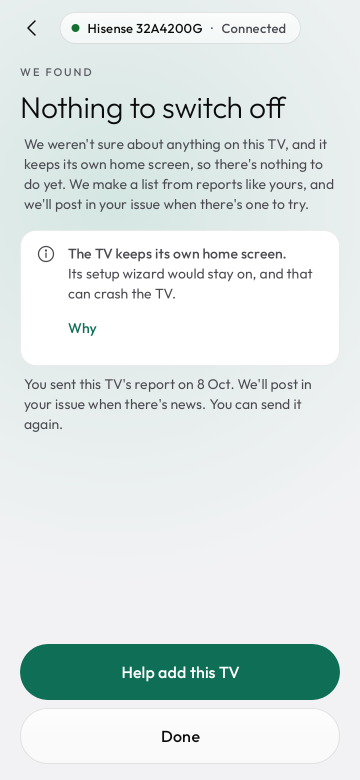 Hisense 32A4200G · Connected
WE FOUND
Nothing to switch off
We weren't sure about anything on this TV, and it
keeps its own home screen, so there's nothing to
do yet. We make a list from reports like yours, and
we'll post in your issue when there's one to try.
The TV keeps its own home screen.
Its setup wizard would stay on, and that
can crash the TV.
Why
You sent this TV's report on 8 Oct. We'll post in
your issue when there's news. You can send it
again.
Help add this TV
Done